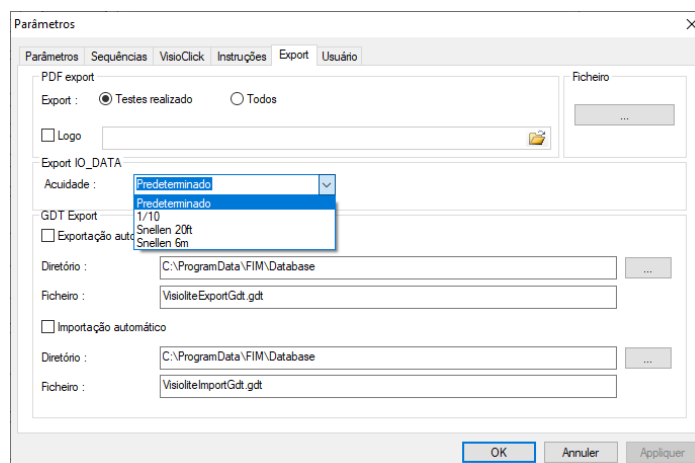 Parâmetros
Parâmetros Sequências VisioClick Instruções Export Usuário
PDF export
Ficheiro
Export : Testes realizado Todos
...
Logo
Export IO_DATA
Acuidade : Predeterminado
Predeterminado
1/10
Snellen 20ft
Snellen 6m
GDT Export
Exportação auto
Diretório : C:\ProgramData\FIM\Database ...
Ficheiro : VisioliteExportGdt.gdt
Importação automático
Diretório : C:\ProgramData\FIM\Database ...
Ficheiro : VisioliteImportGdt.gdt
OK Annuler Appliquer